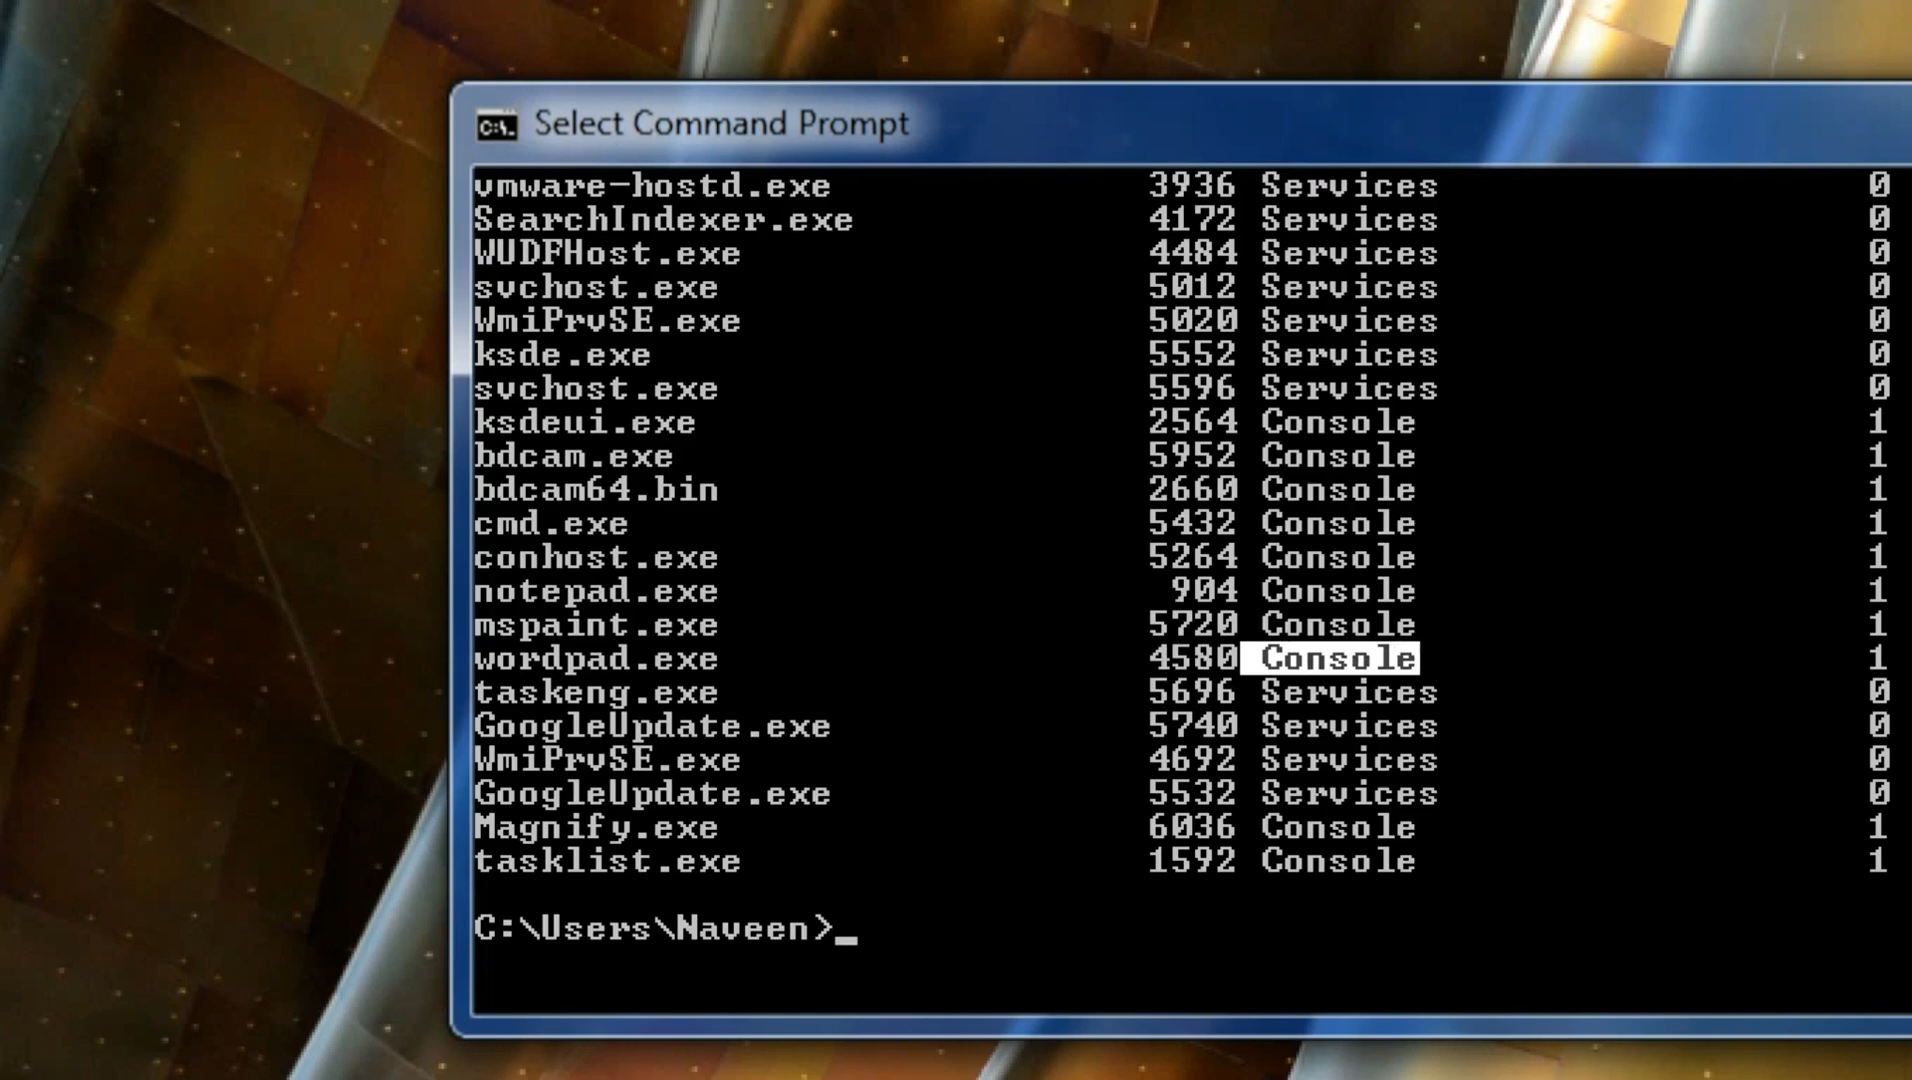 C:\. Select Command Prompt
vmware-hostd.exe 3936 Services 0
SearchIndexer.exe 4172 Services 0
WUDFHost.exe 4484 Services 0
svchost.exe 5012 Services 0
WmiPrvSE.exe 5020 Services 0
ksde.exe 5552 Services 0
svchost.exe 5596 Services 0
ksdeui.exe 2564 Console 1
bdcam.exe 5952 Console 1
bdcam64.bin 2660 Console 1
cmd.exe 5432 Console 1
conhost.exe 5264 Console 1
notepad.exe 904 Console 1
mspaint.exe 5720 Console 1
wordpad.exe 4580 Console 1
taskeng.exe 5696 Services 0
GoogleUpdate.exe 5740 Services 0
WmiPrvSE.exe 4692 Services 0
GoogleUpdate.exe 5532 Services 0
Magnify.exe 6036 Console 1
tasklist.exe 1592 Console 1
C:\Users\Naveen>_